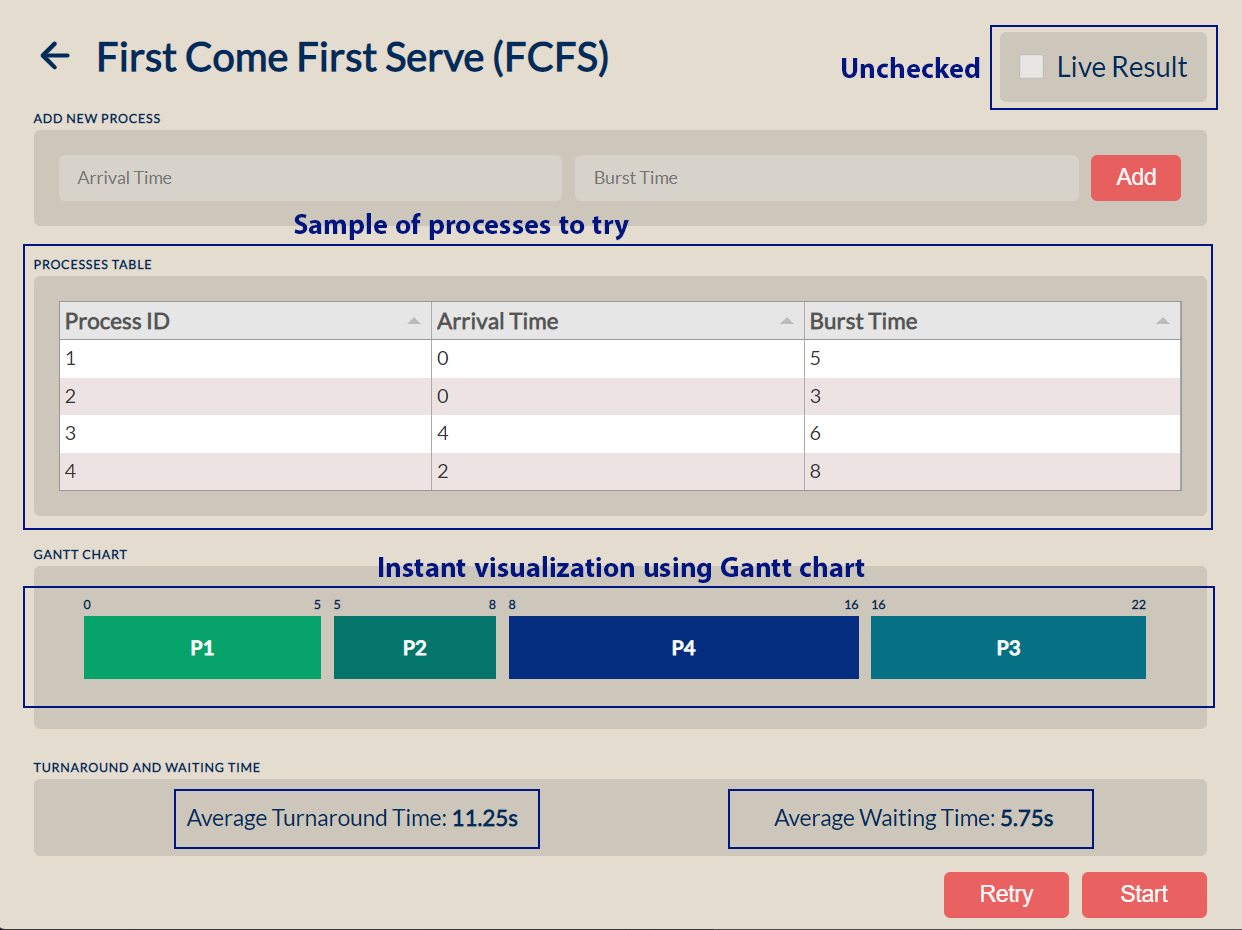 First Come First Serve (FCFS)
Unchecked
Live Result
ADD NEW PROCESS
Arrival Time
Burst Time
Add
Sample of processes to try
PROCESSES TABLE
Process ID Arrival Time Burst Time
1 0 5
2 0 3
3 4 6
4 2 8
GANTT CHART
Instant visualization using Gantt chart
0 5 5 8 8 16 16 22
P1 P2 P4 P3
TURNAROUND AND WAITING TIME
Average Turnaround Time: 11.25s
Average Waiting Time: 5.75s
Retry
Start